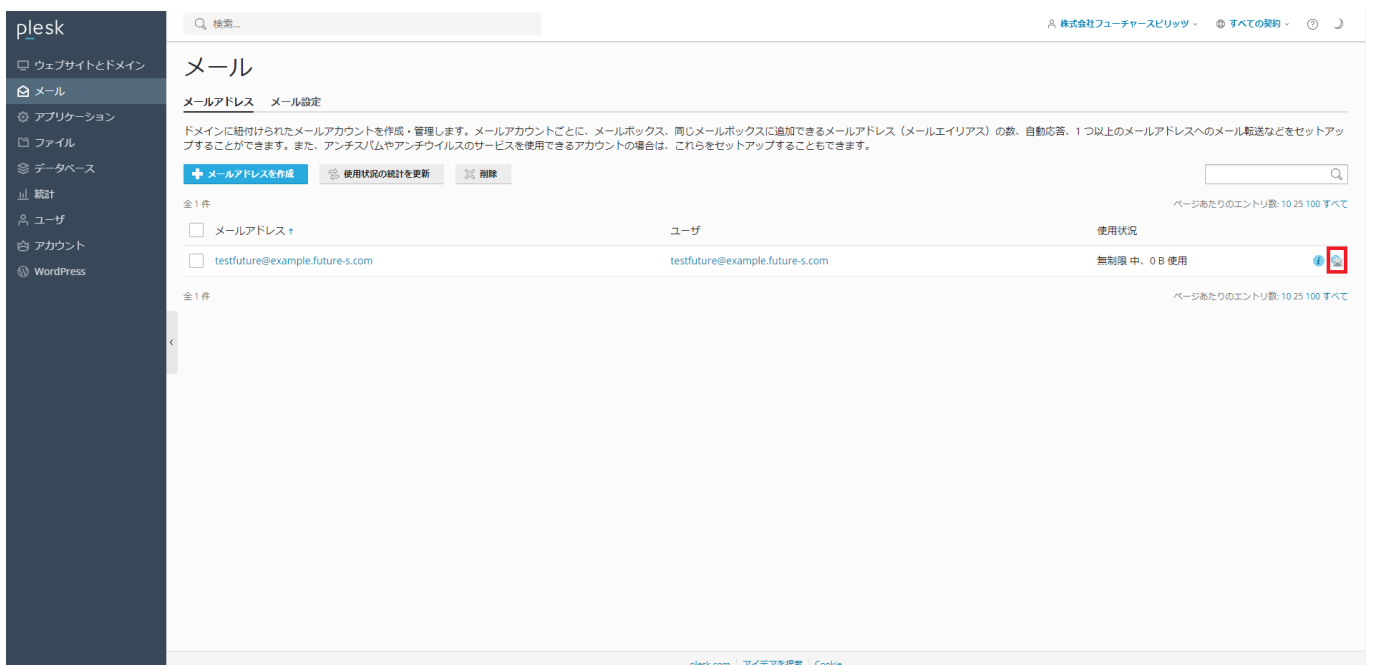 plesk
検索...
株式会社フューチャースピリッツ
すべての契約
ウェブサイトとドメイン
メール
アプリケーション
ファイル
データベース
統計
ユーザ
アカウント
WordPress
メール
メールアドレス メール設定
ドメインに紐付けられたメールアカウントを作成・管理します。メールアカウントごとに、メールボックス、同じメールボックスに追加できるメールアドレス（メールエイリアス）の数、自動応答、1 つ以上のメールアドレスへのメール転送などをセットアッ
プすることができます。また、アンチスパムやアンチウイルスのサービスを使用できるアカウントの場合は、これらをセットアップすることもできます。
メールアドレスを作成 使用状況の統計を更新 削除
全 1 件 ページあたりのエントリ数: 10 25 100 すべて
メールアドレス ↑ ユーザ 使用状況
testfuture@example.future-s.com testfuture@example.future-s.com 無制限 中、0 B 使用
全 1 件 ページあたりのエントリ数: 10 25 100 すべて
plesk.com アイデアを提案 Cookie